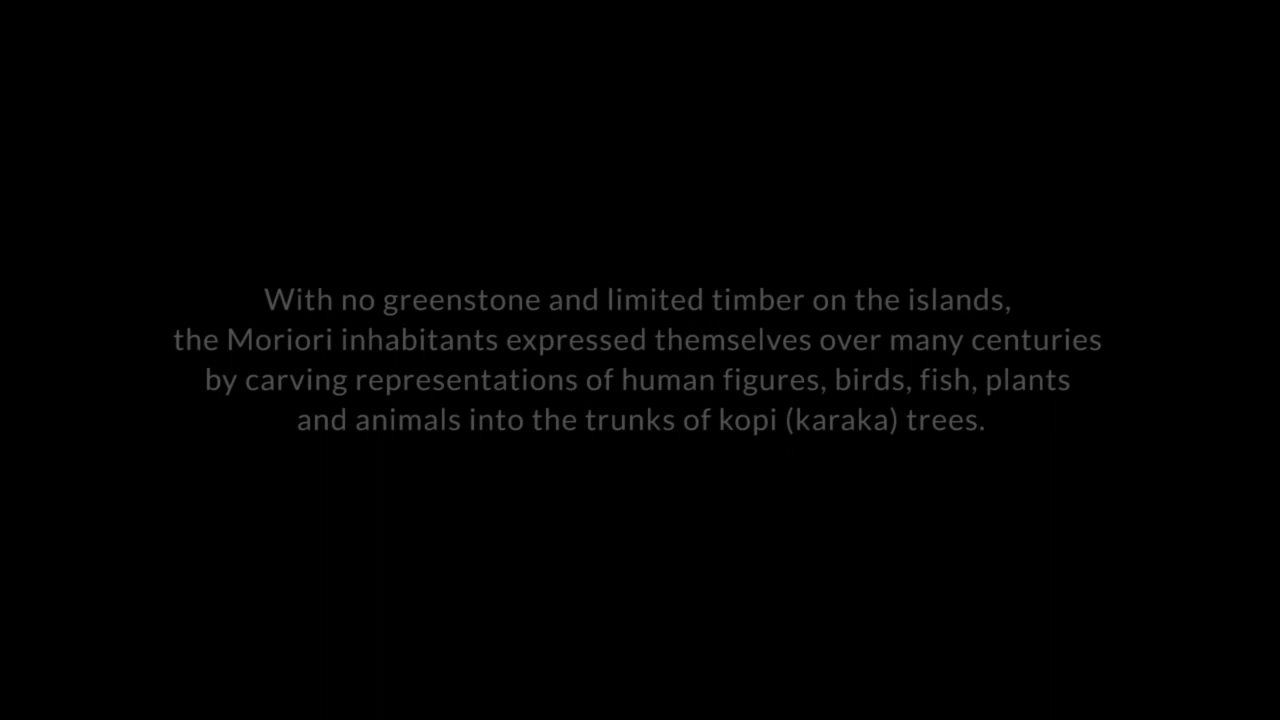 With no greenstone and limited timber on the islands,
the Moriori inhabitants expressed themselves over many centuries
by carving representations of human figures, birds, fish, plants
and animals into the trunks of kopi (karaka) trees.